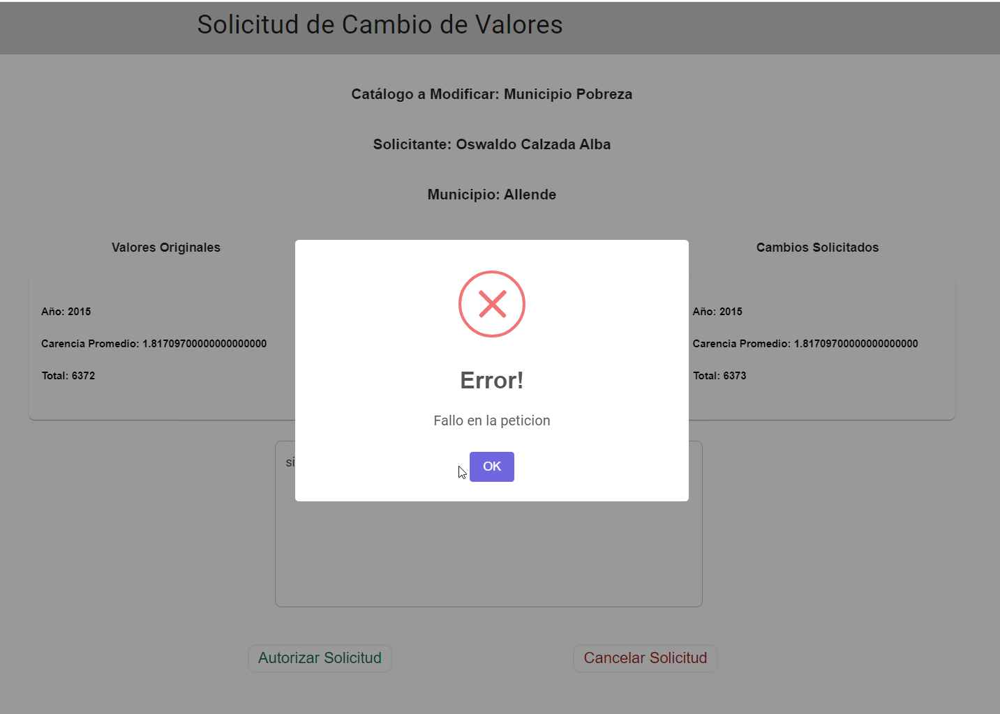 Solicitud de Cambio de Valores
Catálogo a Modificar: Municipio Pobreza
Solicitante: Oswaldo Calzada Alba
Municipio: Allende
Valores Originales
Año: 2015
Carencia Promedio: 1.81709700000000000000
Total: 6372
Cambios Solicitados
Año: 2015
Carencia Promedio: 1.81709700000000000000
Total: 6373
Error!
Fallo en la peticion
OK
si
Autorizar Solicitud
Cancelar Solicitud